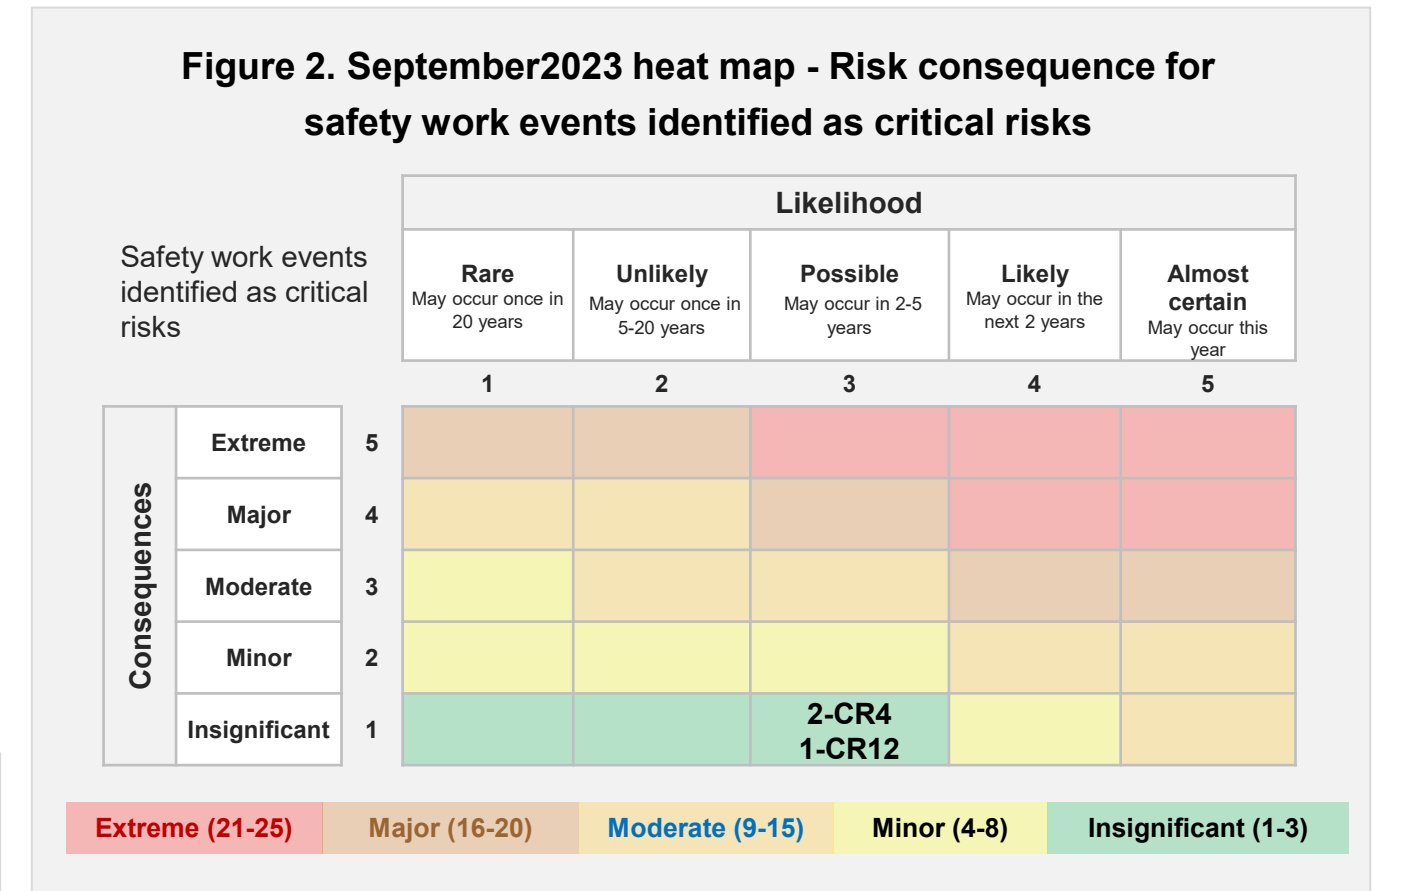 Figure 2. September2023 heat map - Risk consequence for
safety work events identified as critical risks
Safety work events
identified as critical
risks
Likelihood
Rare
May occur once in
20 years
Unlikely
May occur once in
5-20 years
Possible
May occur in 2-5
years
Likely
May occur in the
next 2 years
Almost
certain
May occur this
year
1
2
3
4
5
Consequences
Extreme
5
Major
4
Moderate
3
Minor
2
Insignificant
1
2-CR4
1-CR12
Extreme (21-25)
Major (16-20)
Moderate (9-15)
Minor (4-8)
Insignificant (1-3)